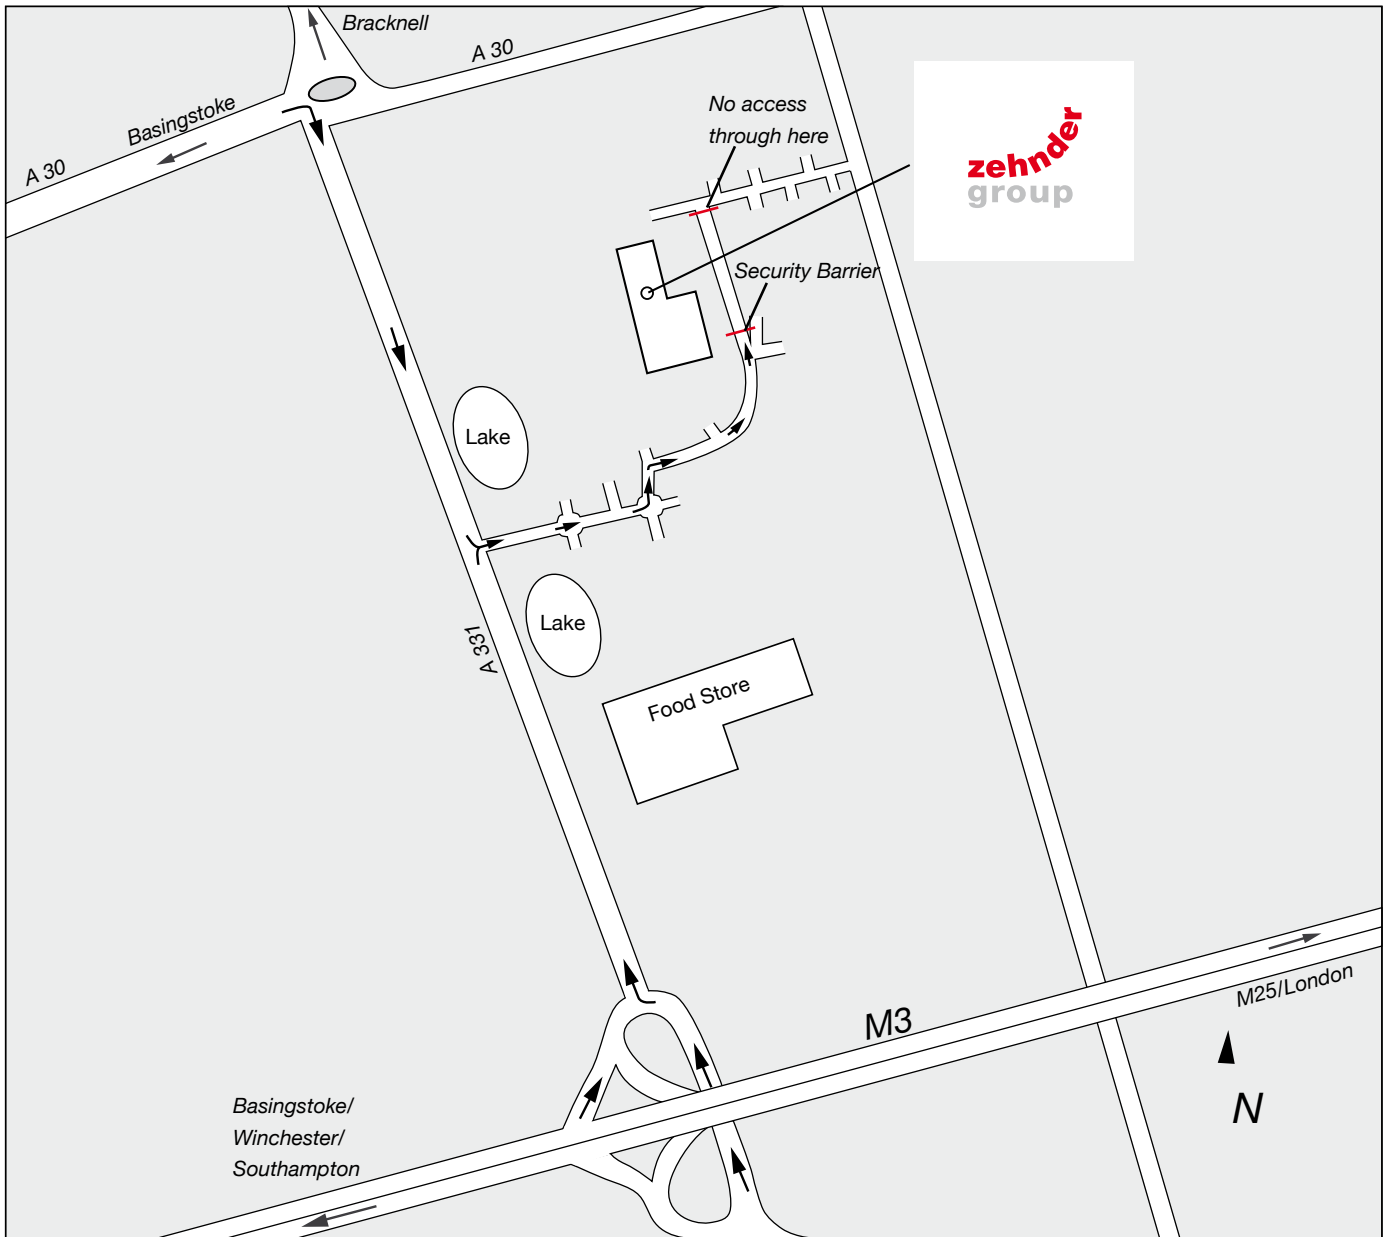 Bracknell
A 30
Basingstoke
A 30
No access
through here
zehnder
group
Security Barrier
Lake
Lake
A 331
Food Store
M3
M25/London
N
Basingstoke/
Winchester/
Southampton